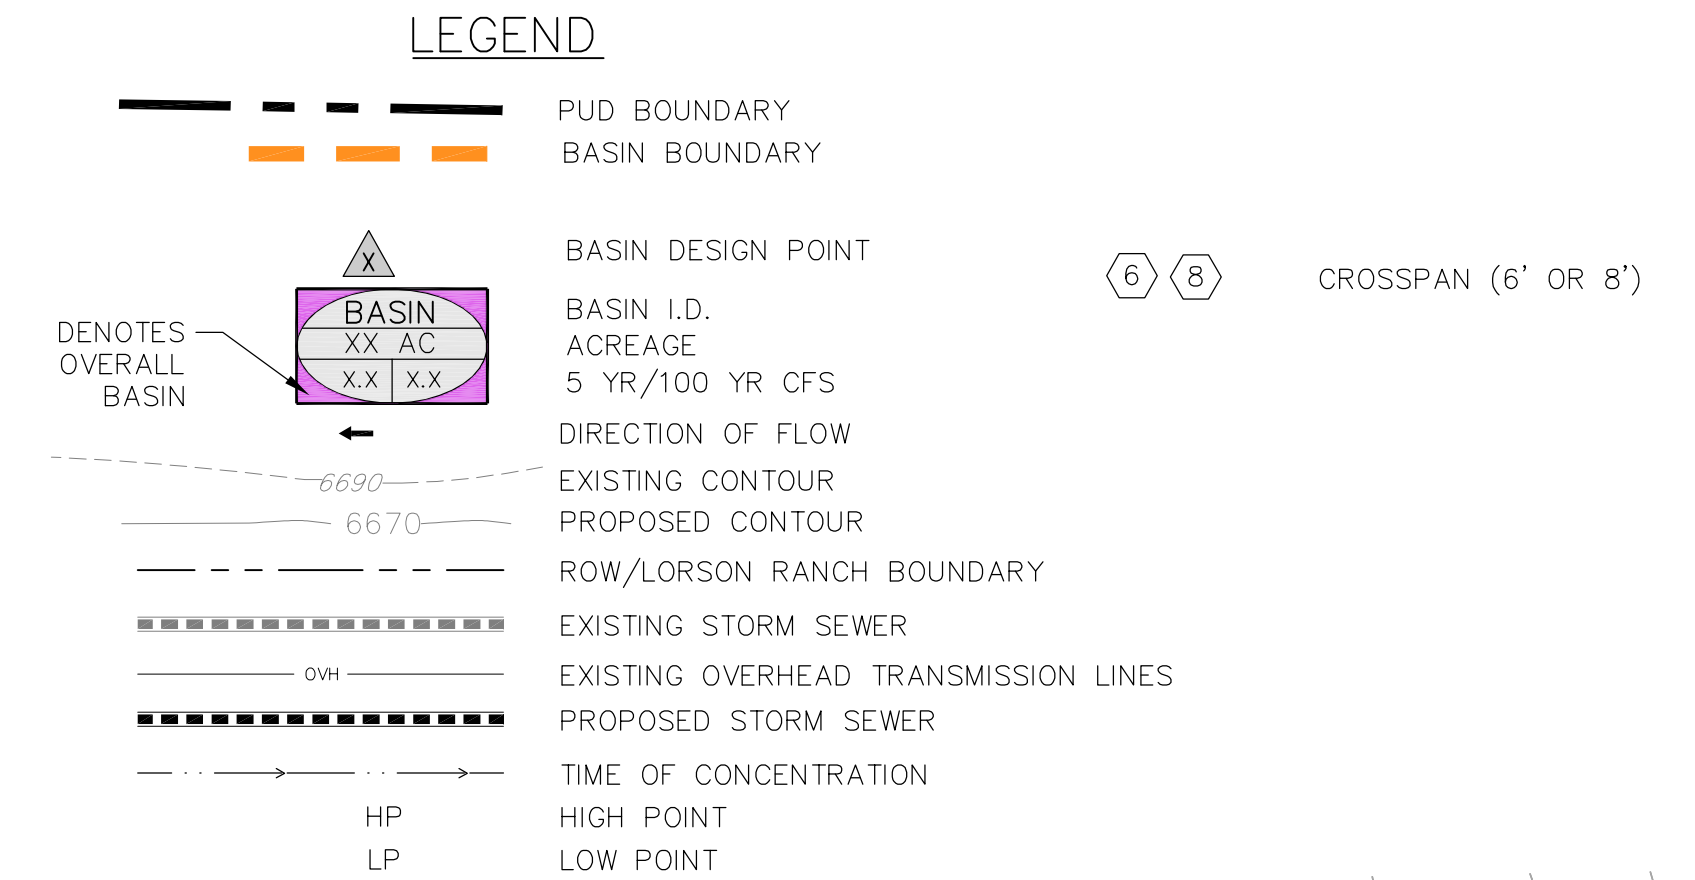 LEGEND
PUD BOUNDARY
BASIN BOUNDARY
X
BASIN DESIGN POINT
6 8 CROSSPAN (6' OR 8')
DENOTES
OVERALL
BASIN
BASIN
XX AC
X.X X.X
BASIN I.D.
ACREAGE
5 YR/100 YR CFS
DIRECTION OF FLOW
6690 EXISTING CONTOUR
6670 PROPOSED CONTOUR
ROW/LORSON RANCH BOUNDARY
EXISTING STORM SEWER
OVH EXISTING OVERHEAD TRANSMISSION LINES
PROPOSED STORM SEWER
TIME OF CONCENTRATION
HP HIGH POINT
LP LOW POINT